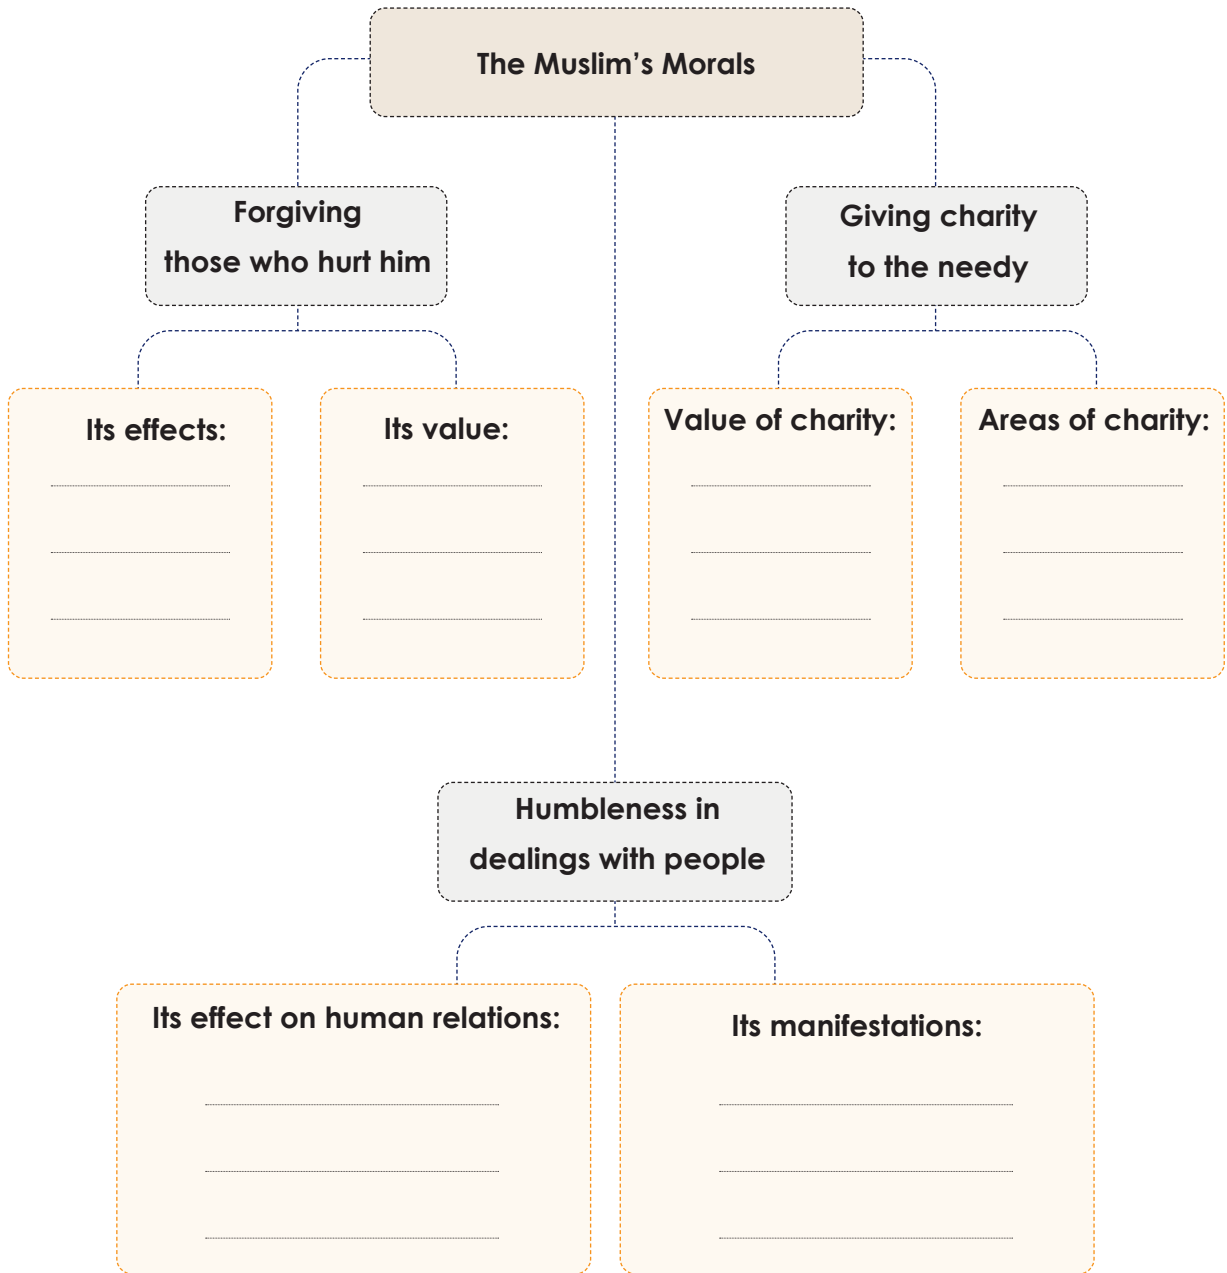 The Muslim’s Morals
Forgiving
those who hurt him
Giving charity
to the needy
Its effects:
Its value:
Value of charity:
Areas of charity:
Humbleness in
dealings with people
Its effect on human relations:
Its manifestations: